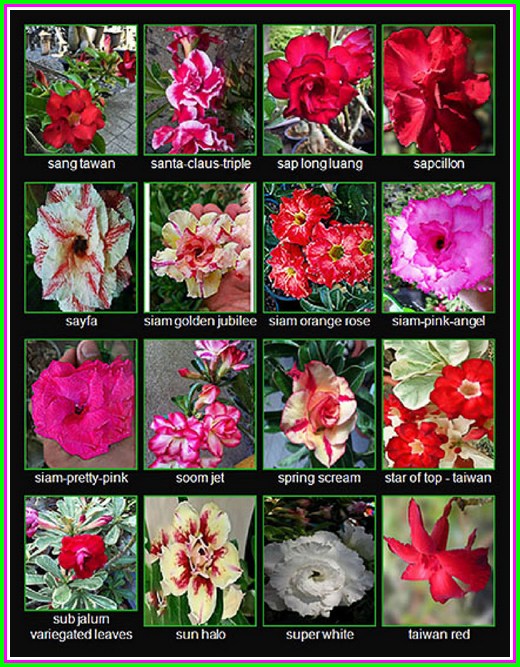 sang tawan
santa-claus-triple
sap long luang
sapcillon
sayfa
siam golden jubilee
siam orange rose
siam-pink-angel
siam-pretty-pink
soom jet
spring scream
star of top - taiwan
sub jalurn
variegated leaves
sun halo
super white
taiwan red